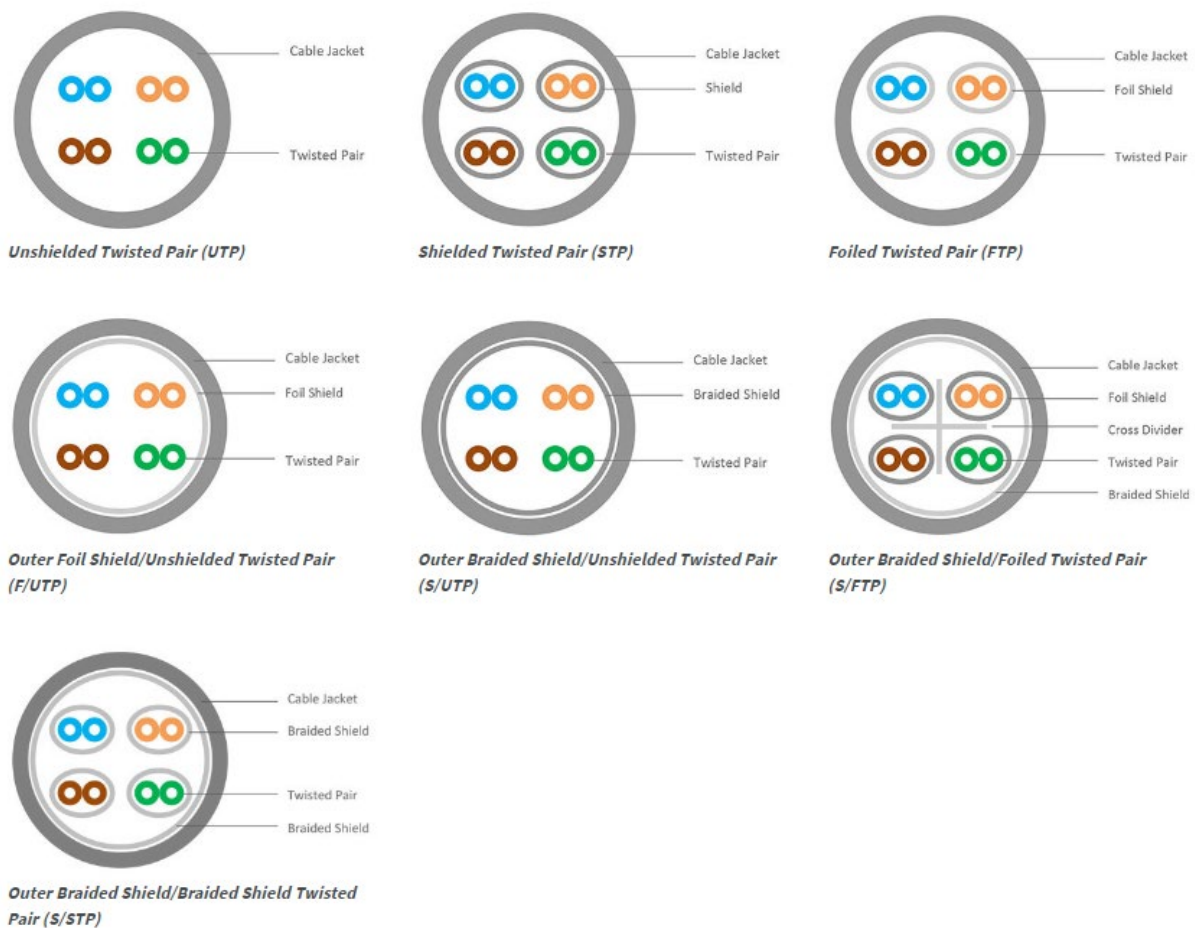 Cable Jacket
Twisted Pair
Unshielded Twisted Pair (UTP)
Cable Jacket
Shield
Twisted Pair
Shielded Twisted Pair (STP)
Cable Jacket
Foil Shield
Twisted Pair
Foiled Twisted Pair (FTP)
Cable Jacket
Foil Shield
Twisted Pair
Outer Foil Shield/Unshielded Twisted Pair
(F/UTP)
Cable Jacket
Braided Shield
Twisted Pair
Outer Braided Shield/Unshielded Twisted Pair
(S/UTP)
Cable Jacket
Foil Shield
Cross Divider
Twisted Pair
Braided Shield
Outer Braided Shield/Foiled Twisted Pair
(S/FTP)
Cable Jacket
Braided Shield
Twisted Pair
Braided Shield
Outer Braided Shield/Braided Shield Twisted
Pair (S/STP)